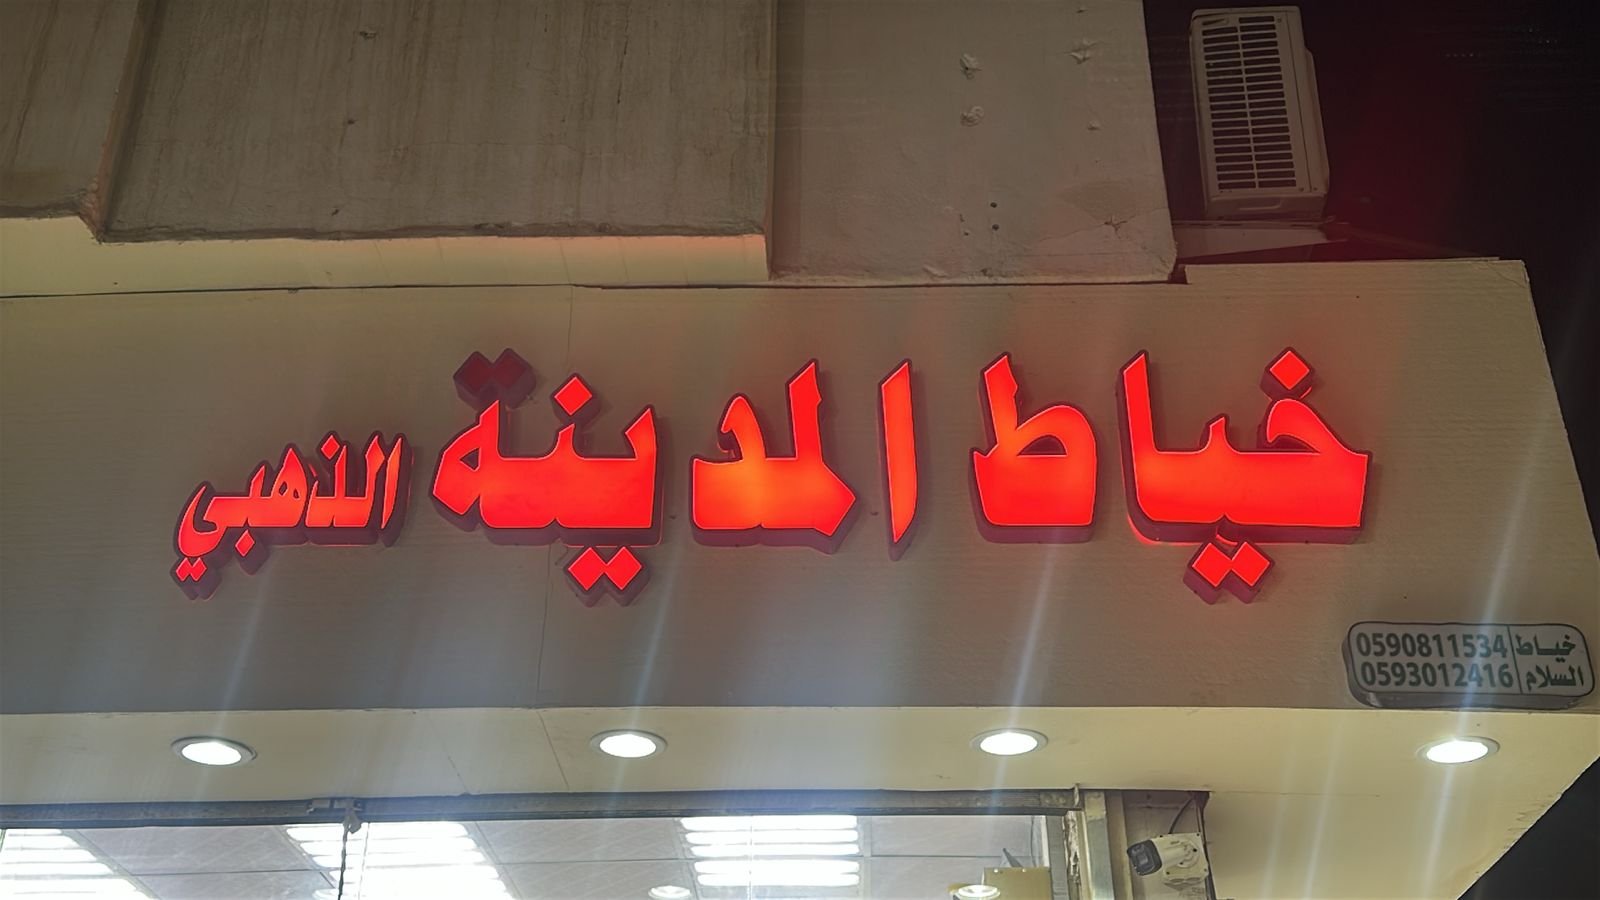 خياط المدينة الذهبي
خياط 0590811534
السلام 0593012416